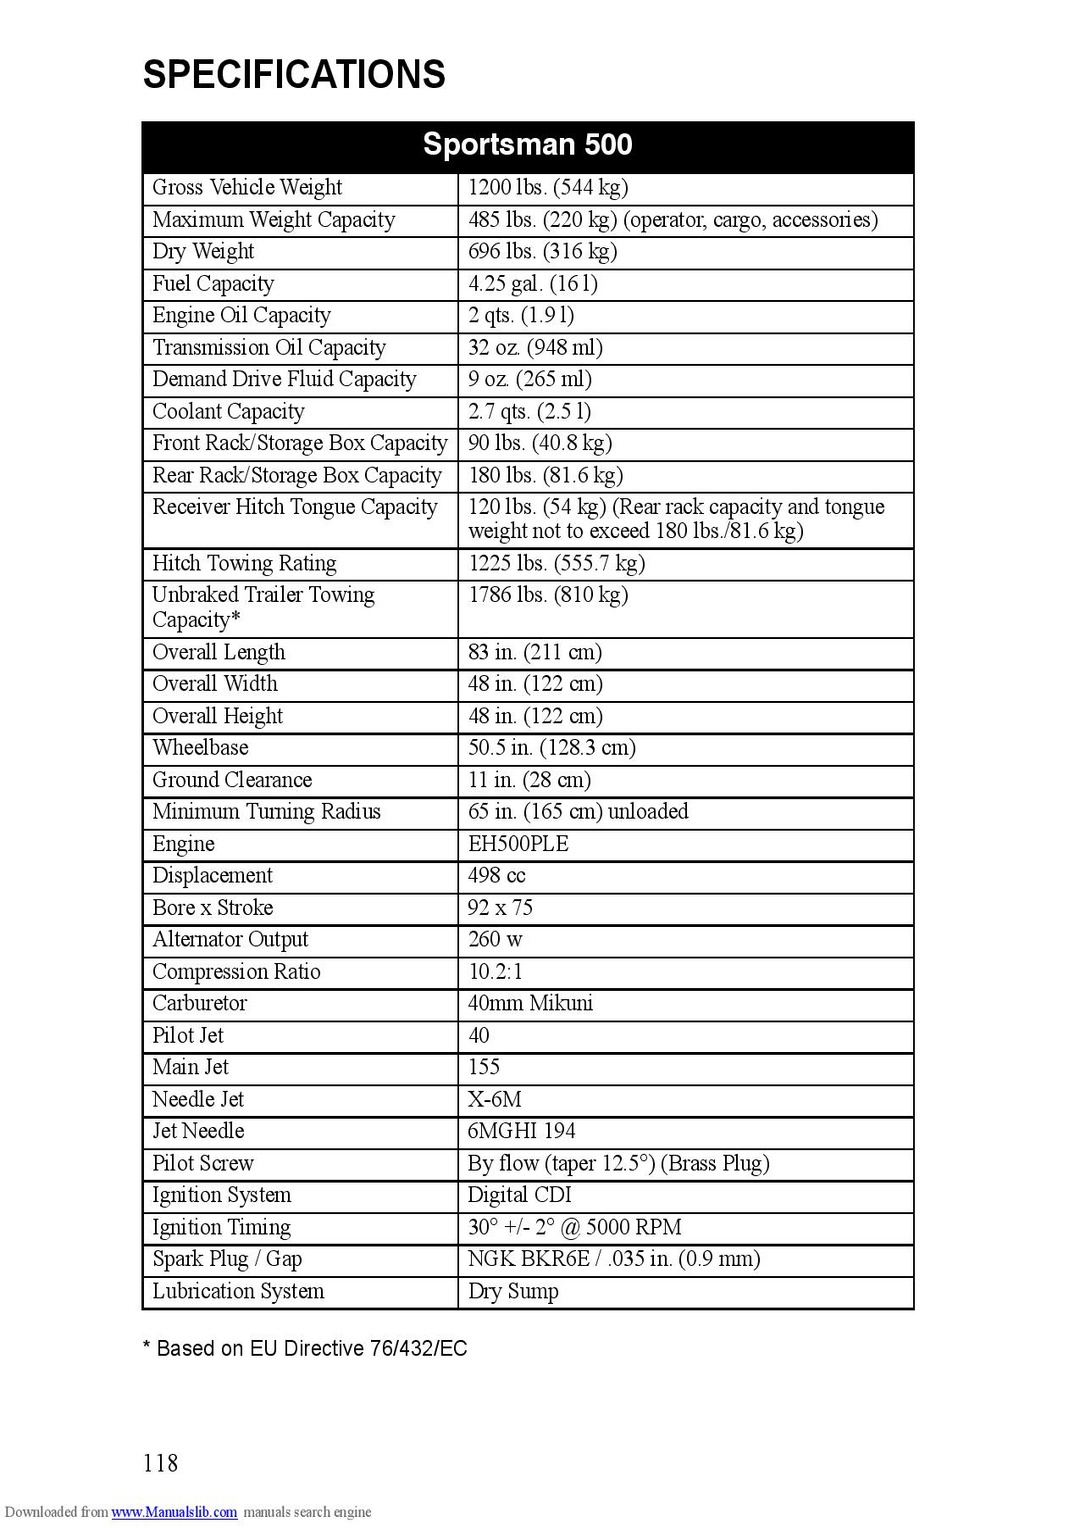 SPECIFICATIONS
Sportsman 500
Gross Vehicle Weight 1200 lbs. (544 kg)
Maximum Weight Capacity 485 lbs. (220 kg) (operator, cargo, accessories)
Dry Weight 696 lbs. (316 kg)
Fuel Capacity 4.25 gal. (16 l)
Engine Oil Capacity 2 qts. (1.9 l)
Transmission Oil Capacity 32 oz. (948 ml)
Demand Drive Fluid Capacity 9 oz. (265 ml)
Coolant Capacity 2.7 qts. (2.5 l)
Front Rack/Storage Box Capacity 90 lbs. (40.8 kg)
Rear Rack/Storage Box Capacity 180 lbs. (81.6 kg)
Receiver Hitch Tongue Capacity 120 lbs. (54 kg) (Rear rack capacity and tongue
weight not to exceed 180 lbs./81.6 kg)
Hitch Towing Rating 1225 lbs. (555.7 kg)
Unbraked Trailer Towing 1786 lbs. (810 kg)
Capacity*
Overall Length 83 in. (211 cm)
Overall Width 48 in. (122 cm)
Overall Height 48 in. (122 cm)
Wheelbase 50.5 in. (128.3 cm)
Ground Clearance 11 in. (28 cm)
Minimum Turning Radius 65 in. (165 cm) unloaded
Engine EH500PLE
Displacement 498 cc
Bore x Stroke 92 x 75
Alternator Output 260 w
Compression Ratio 10.2:1
Carburetor 40mm Mikuni
Pilot Jet 40
Main Jet 155
Needle Jet X-6M
Jet Needle 6MGHI 194
Pilot Screw By flow (taper 12.5°) (Brass Plug)
Ignition System Digital CDI
Ignition Timing 30° +/- 2° @ 5000 RPM
Spark Plug / Gap NGK BKR6E / .035 in. (0.9 mm)
Lubrication System Dry Sump
* Based on EU Directive 76/432/EC
118
Downloaded from www.Manualslib.com manuals search engine